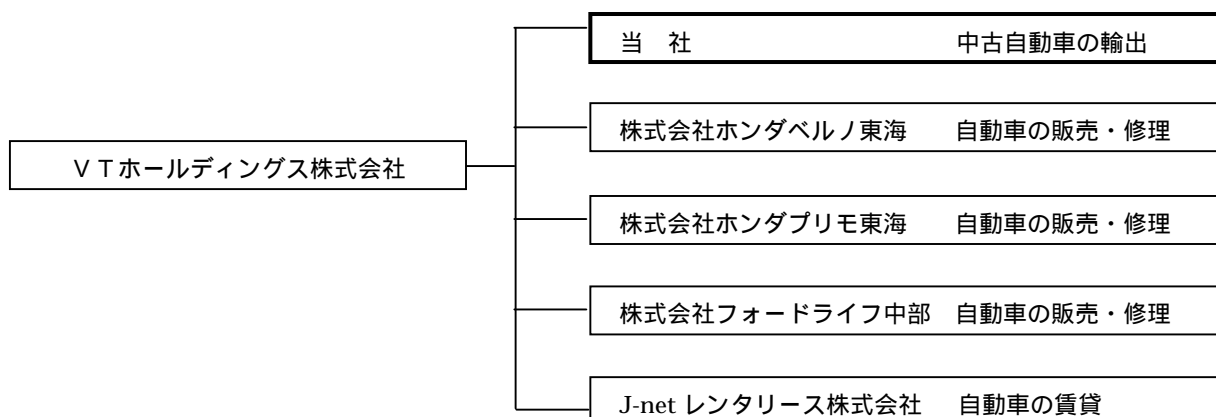 当　社　中古自動車の輸出
株式会社ホンダベルノ東海　自動車の販売・修理
ＶＴホールディングス株式会社
株式会社ホンダプリモ東海　自動車の販売・修理
株式会社フォードライフ中部　自動車の販売・修理
J-net レンタリース株式会社　自動車の賃貸